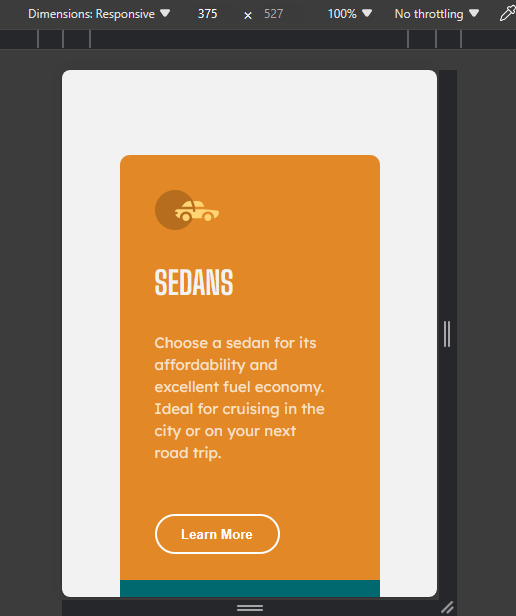 Dimensions: Responsive 375 × 527 100% No throttling
SEDANS
Choose a sedan for its
affordability and
excellent fuel economy.
Ideal for cruising in the
city or on your next
road trip.
Learn More